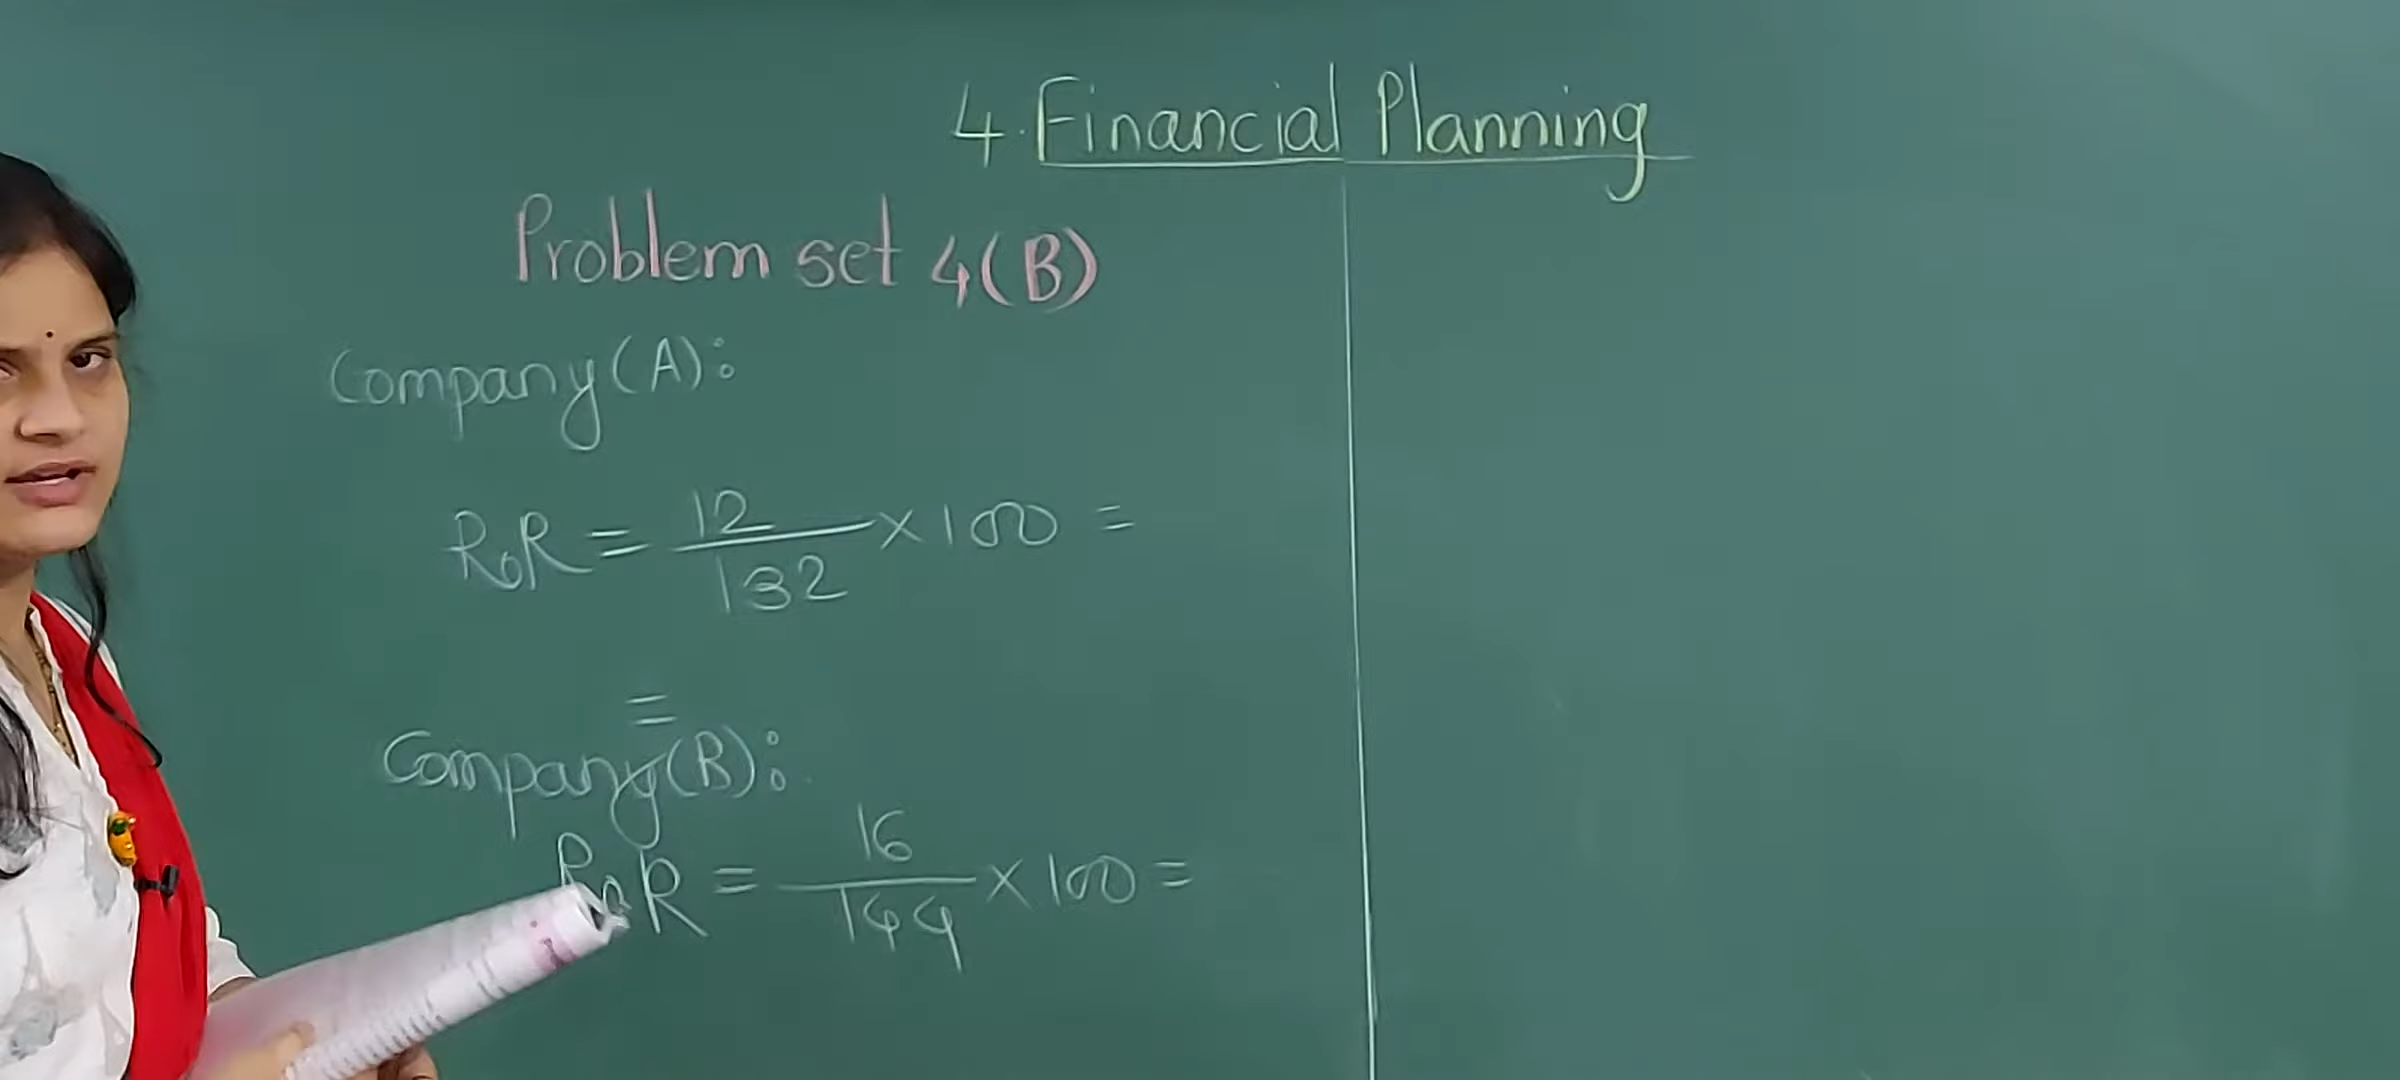 4. Financial Planning
Problem set 4(B)
Company (A):
RoR = 12/132 × 100 =
=
Company (B):
RoR = 16/144 × 100 =